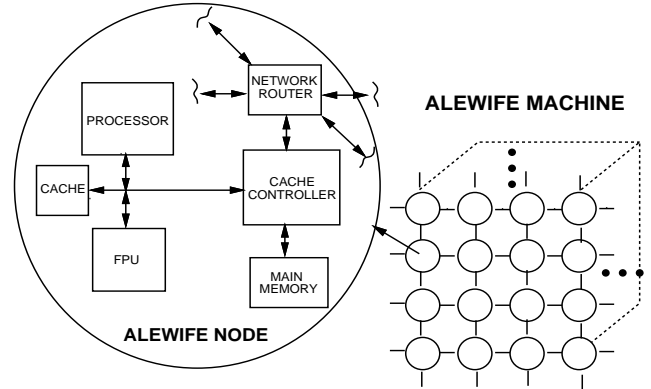 NETWORK
ROUTER
ALEWIFE MACHINE
PROCESSOR
CACHE
CACHE
CONTROLLER
FPU
MAIN
MEMORY
ALEWIFE NODE